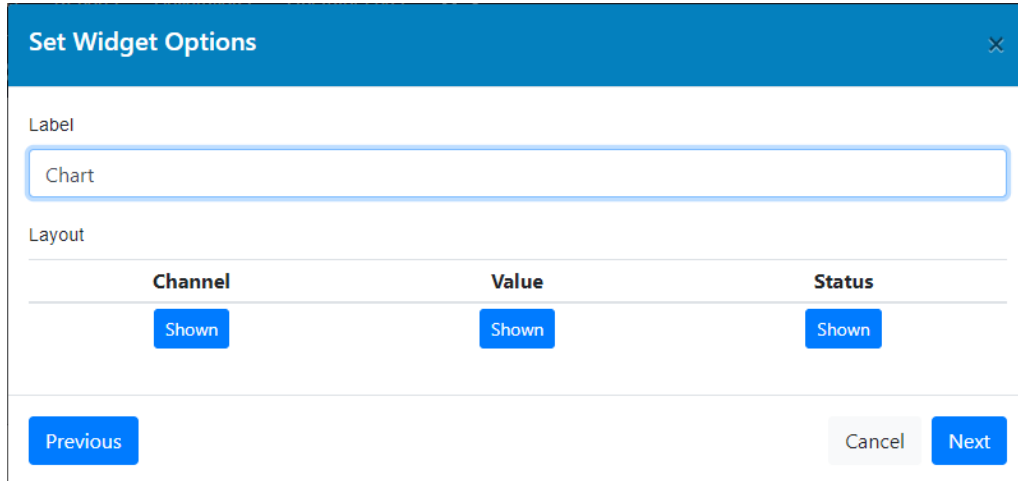 Set Widget Options ×
Label
Chart
Layout
Channel Value Status
Shown Shown Shown
Previous Cancel Next